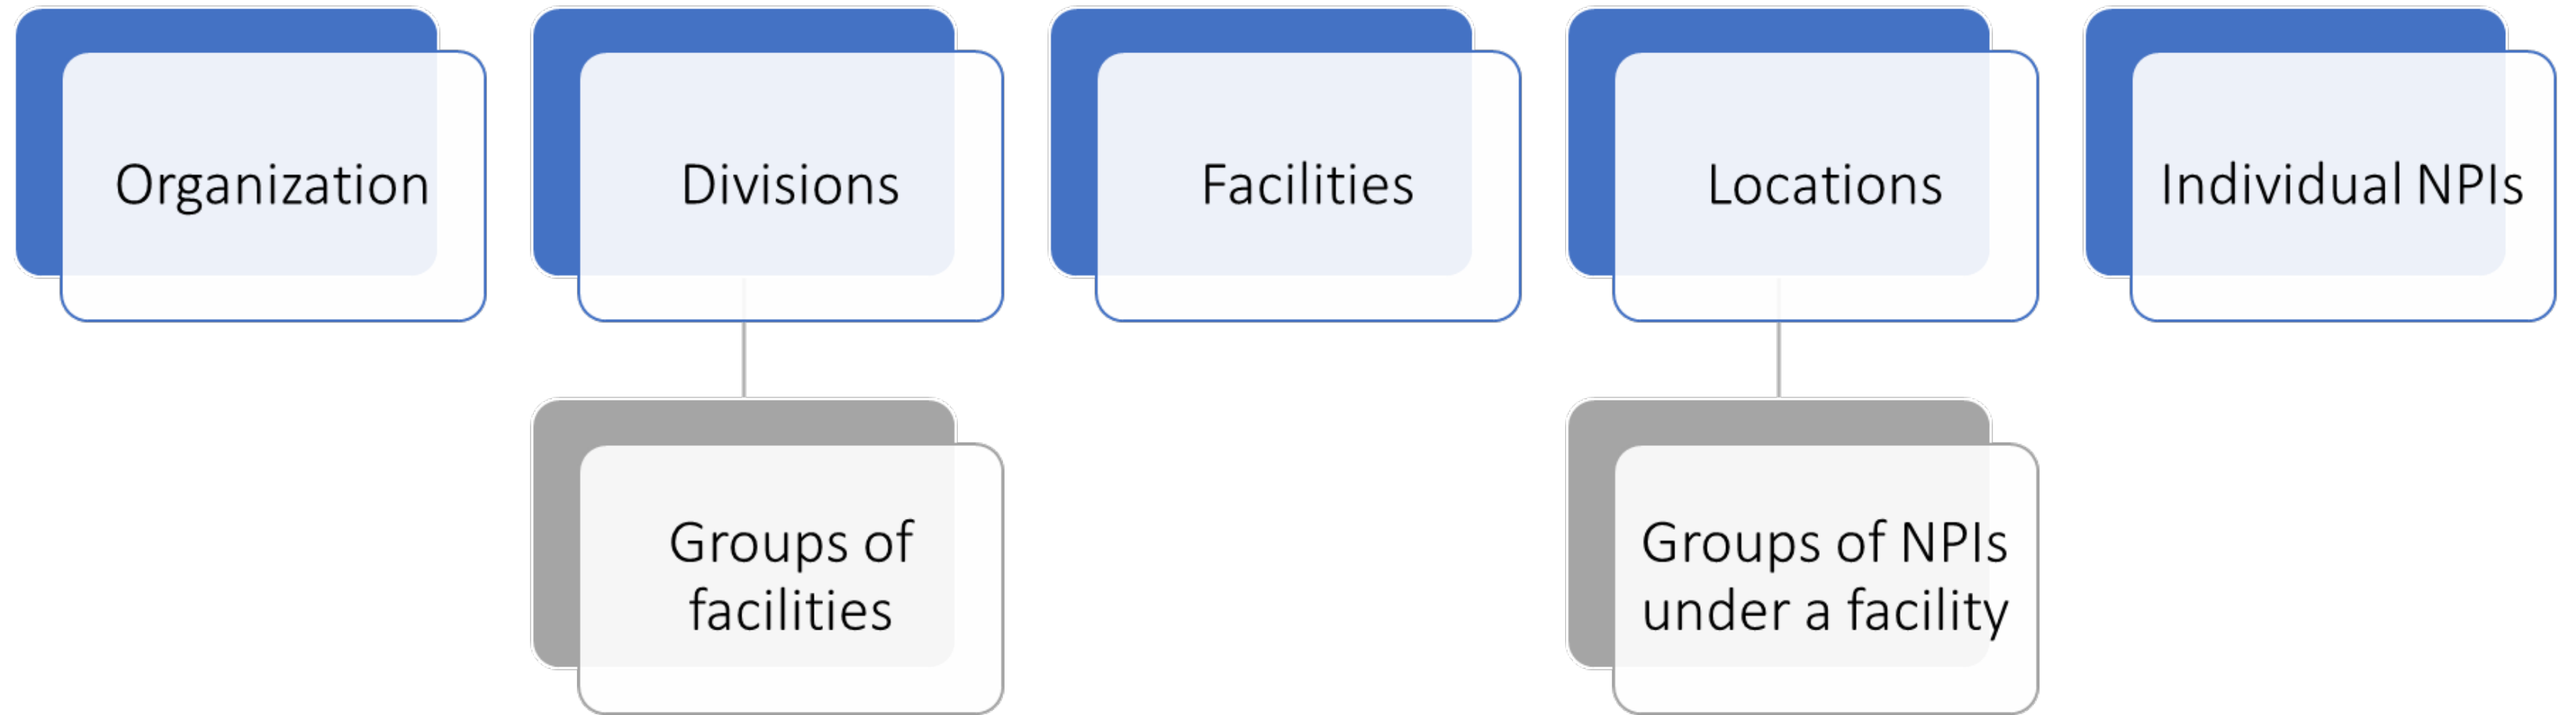 Organization
Divisions
Facilities
Locations
Individual NPIs
Groups of
facilities
Groups of NPIs
under a facility